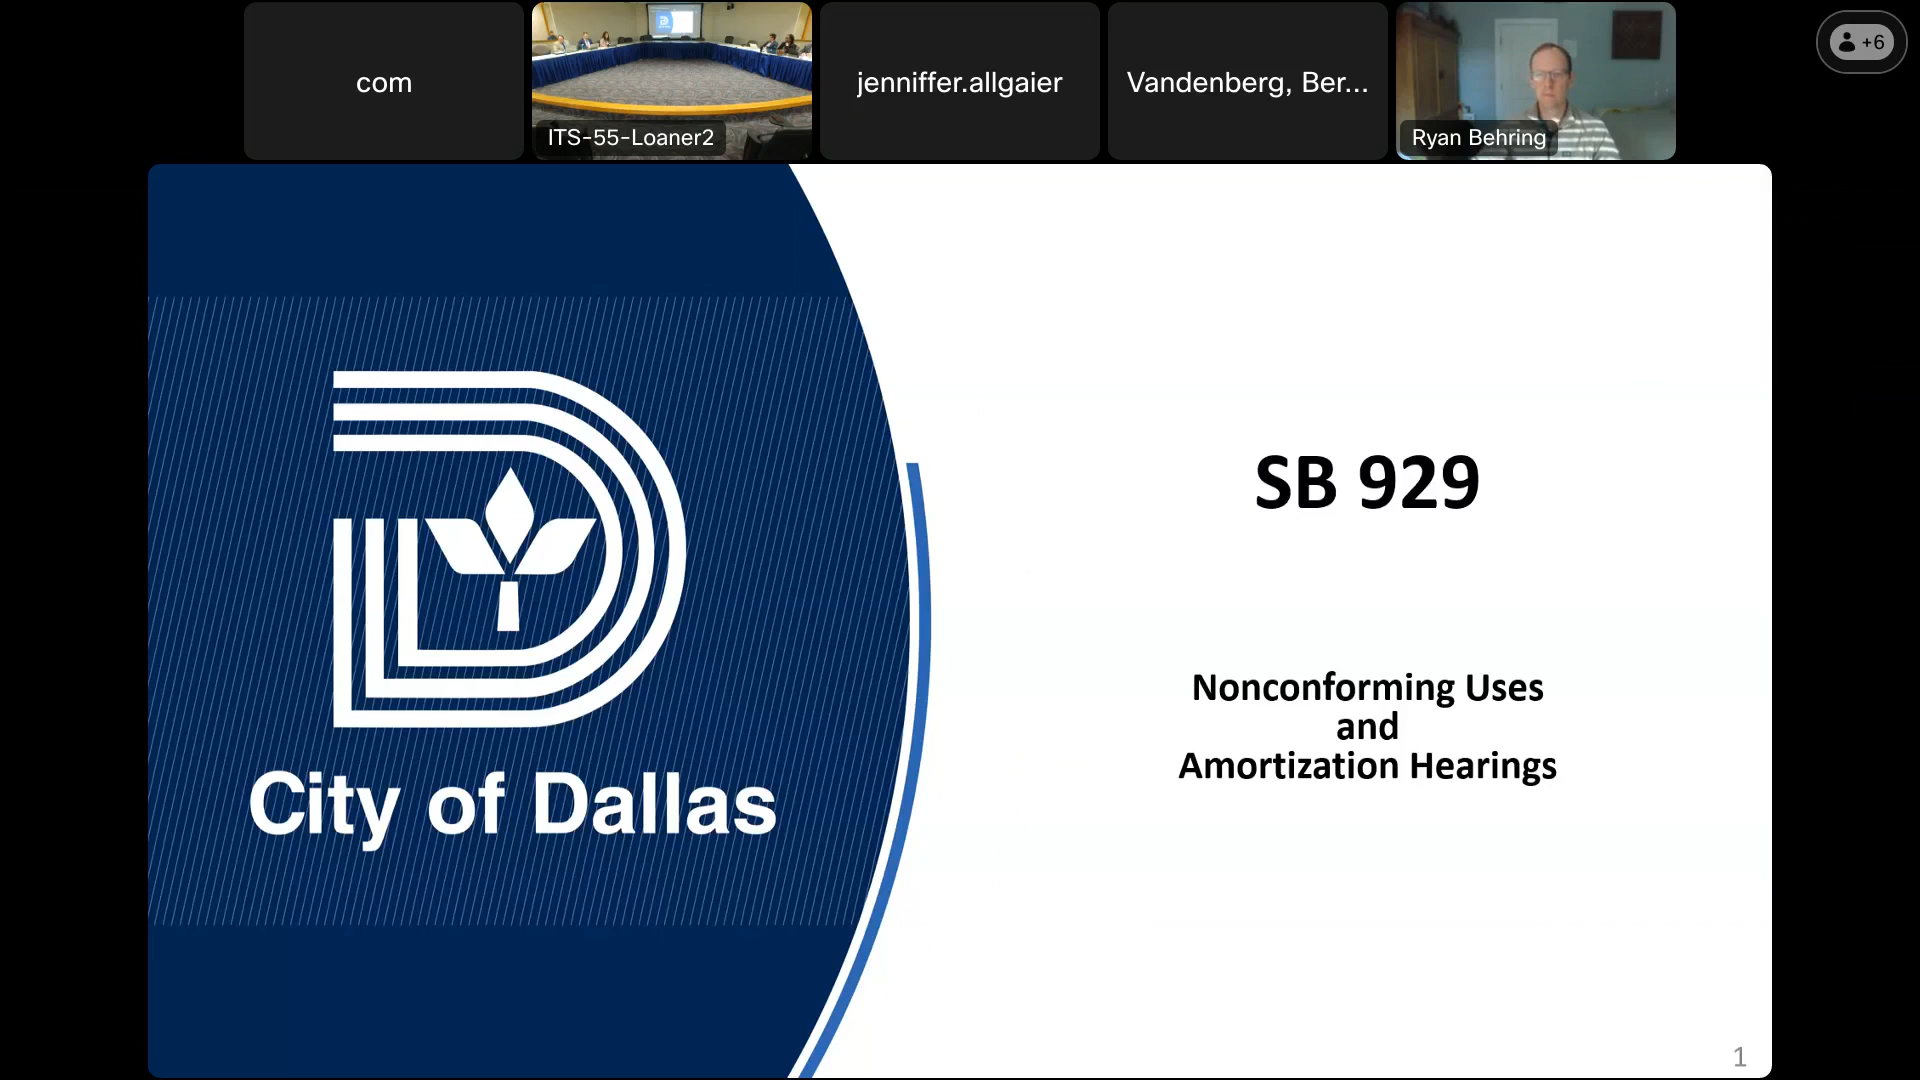 com
ITS-55-Loaner2
jenniffer.allgaier
Vandenberg, Ber...
Ryan Behring
+6
City of Dallas
SB 929
Nonconforming Uses
and
Amortization Hearings
1